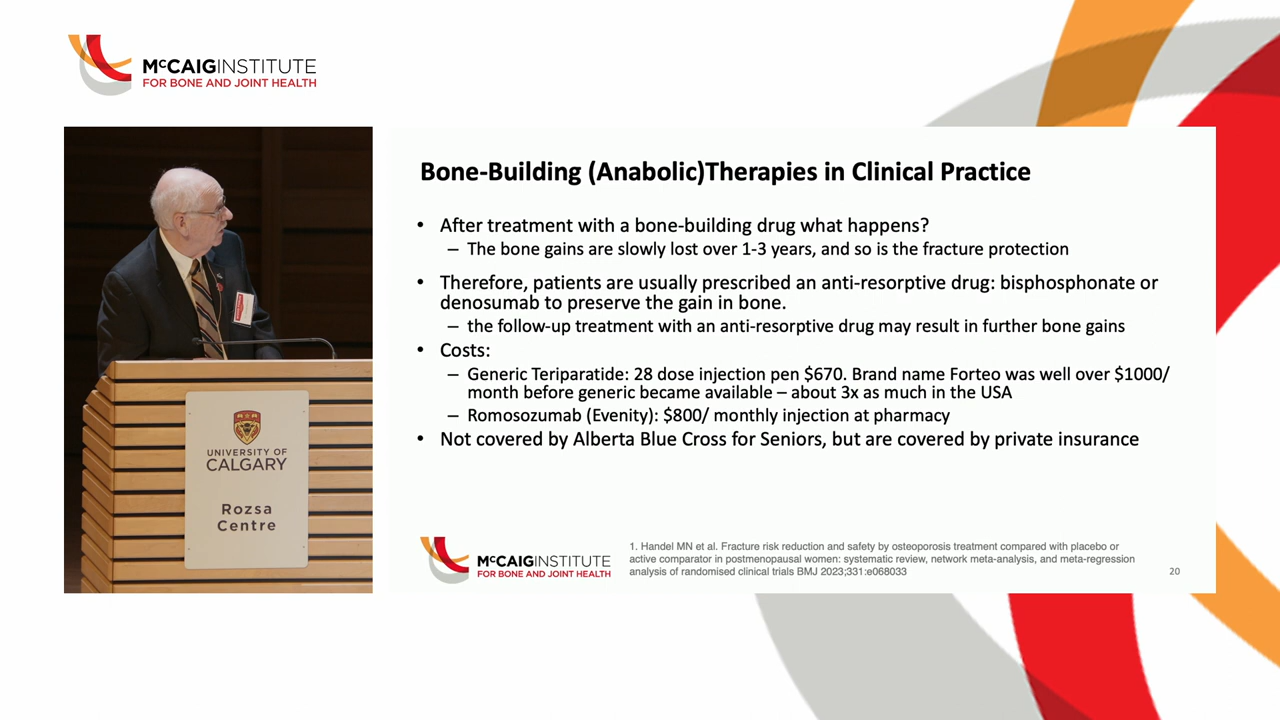 McCAIGINSTITUTE
FOR BONE AND JOINT HEALTH
UNIVERSITY OF
CALGARY
Rozsa
Centre
Bone-Building (Anabolic)Therapies in Clinical Practice
• After treatment with a bone-building drug what happens?
– The bone gains are slowly lost over 1-3 years, and so is the fracture protection
• Therefore, patients are usually prescribed an anti-resorptive drug: bisphosphonate or
denosumab to preserve the gain in bone.
– the follow-up treatment with an anti-resorptive drug may result in further bone gains
• Costs:
– Generic Teriparatide: 28 dose injection pen $670. Brand name Forteo was well over $1000/
month before generic became available – about 3x as much in the USA
– Romosozumab (Evenity): $800/ monthly injection at pharmacy
• Not covered by Alberta Blue Cross for Seniors, but are covered by private insurance
McCAIGINSTITUTE
FOR BONE AND JOINT HEALTH
1. Handel MN et al. Fracture risk reduction and safety by osteoporosis treatment compared with placebo or
active comparator in postmenopausal women: systematic review, network meta-analysis, and meta-regression
analysis of randomised clinical trials BMJ 2023;331:e068033
20